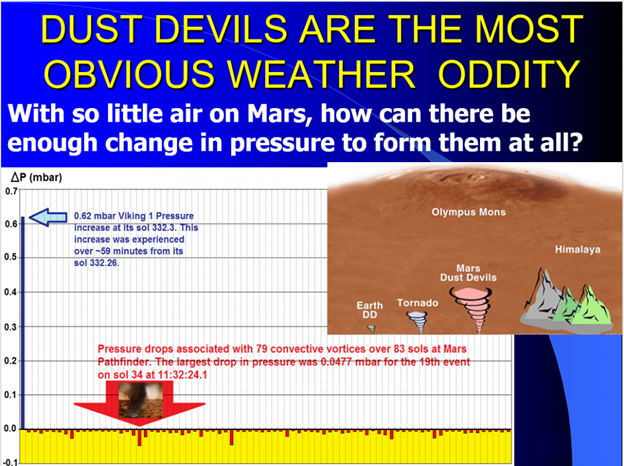 DUST DEVILS ARE THE MOST
OBVIOUS WEATHER ODDITY
With so little air on Mars, how can there be
enough change in pressure to form them at all?
ΔP (mbar)
0.7
0.6
0.5
0.4
0.3
0.2
0.1
0.0
-0.1
0.62 mbar Viking 1 Pressure
increase at its sol 332.3. This
increase was experienced
over ~59 minutes from its
sol 332.26.
Olympus Mons
Himalaya
Mars
Dust Devils
Tornado
Earth
DD
Pressure drops associated with 79 convective vortices over 83 sols at Mars
Pathfinder. The largest drop in pressure was 0.0477 mbar for the 19th event
on sol 34 at 11:32:24.1